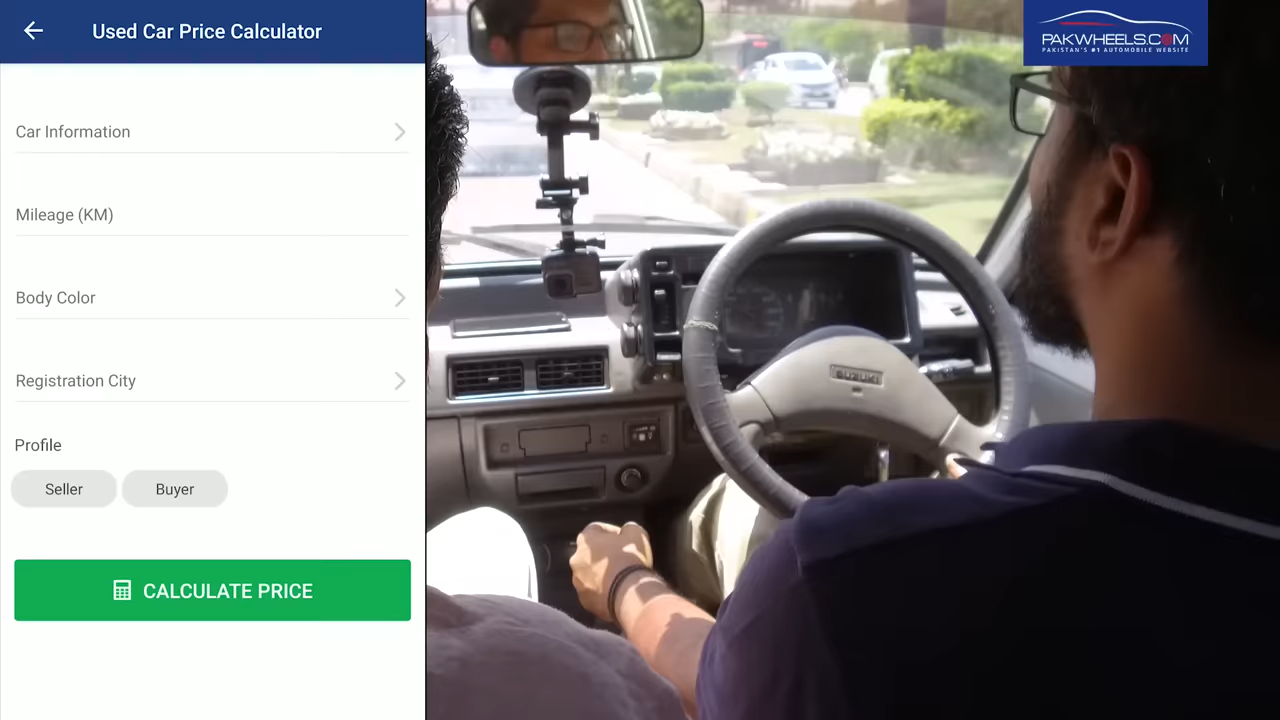 Used Car Price Calculator
Car Information
Mileage (KM)
Body Color
Registration City
Profile
Seller
Buyer
CALCULATE PRICE
PAKWHEELS.COM
PAKISTAN'S #1 AUTOMOBILE WEBSITE
SUZUKI